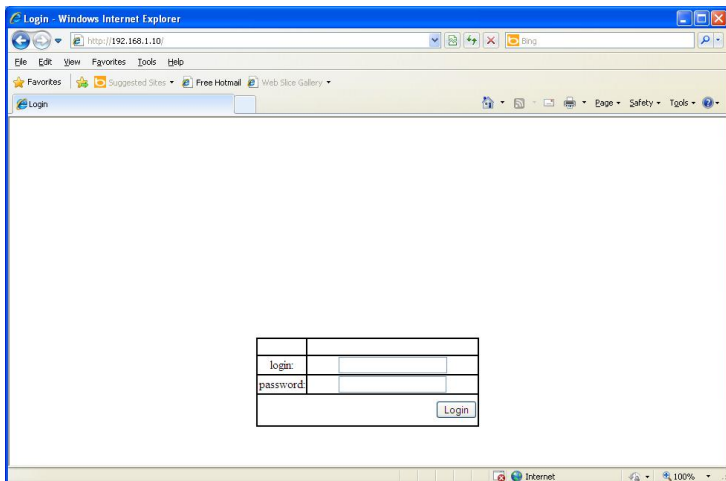 Login - Windows Internet Explorer
http://192.168.1.10/
Bing
File Edit View Favorites Tools Help
Favorites Suggested Sites Free Hotmail Web Slice Gallery
Login
Page Safety Tools
login:
password:
Login
Internet 100%